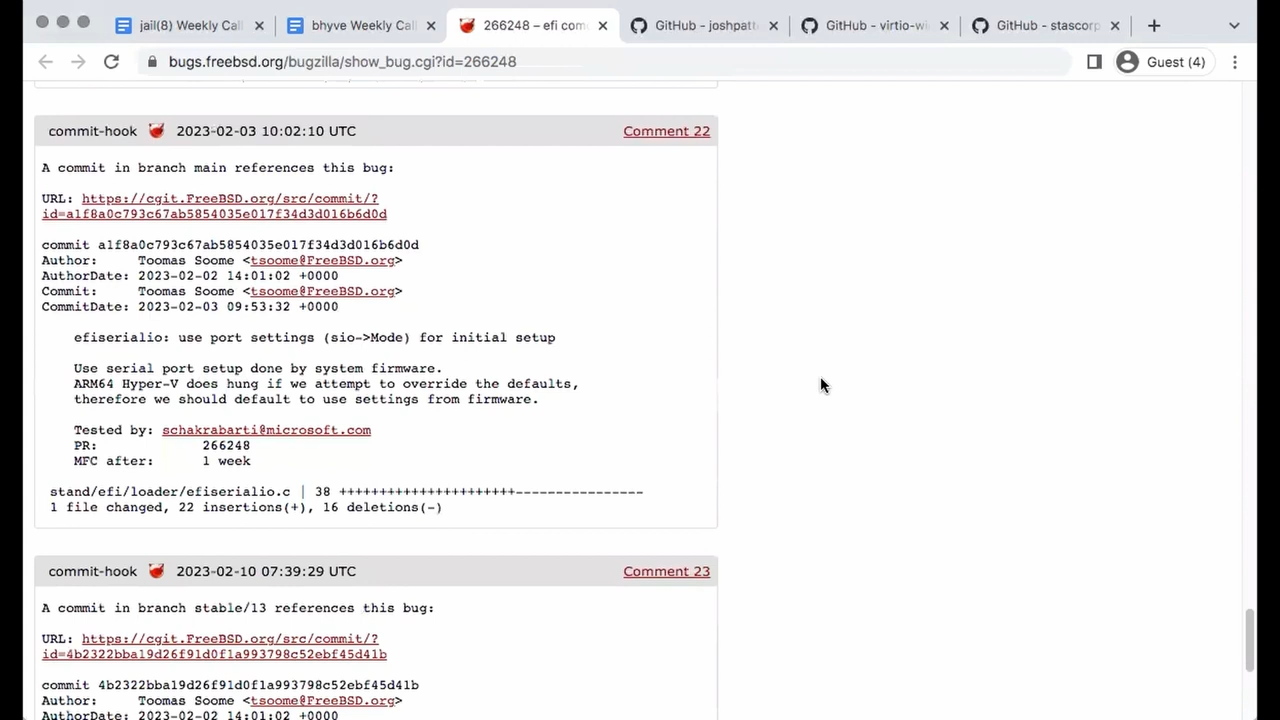 jail(8) Weekly Cal
bhyve Weekly Cal
266248 – efi com
GitHub - joshpatt
GitHub - virtio-w
GitHub - stascorp
bugs.freebsd.org/bugzilla/show_bug.cgi?id=266248
Guest (4)
commit-hook 2023-02-03 10:02:10 UTC Comment 22
A commit in branch main references this bug:
URL: https://cgit.FreeBSD.org/src/commit/?
id=a1f8a0c793c67ab5854035e017f34d3d016b6d0d
commit a1f8a0c793c67ab5854035e017f34d3d016b6d0d
Author: Toomas Soome <tsoome@FreeBSD.org>
AuthorDate: 2023-02-02 14:01:02 +0000
Commit: Toomas Soome <tsoome@FreeBSD.org>
CommitDate: 2023-02-03 09:53:32 +0000
efiserialio: use port settings (sio->Mode) for initial setup
Use serial port setup done by system firmware.
ARM64 Hyper-V does hung if we attempt to override the defaults,
therefore we should default to use settings from firmware.
Tested by: schakrabarti@microsoft.com
PR: 266248
MFC after: 1 week
stand/efi/loader/efiserialio.c | 38 ++++++++++++++++++++++----------------
1 file changed, 22 insertions(+), 16 deletions(-)
commit-hook 2023-02-10 07:39:29 UTC Comment 23
A commit in branch stable/13 references this bug:
URL: https://cgit.FreeBSD.org/src/commit/?
id=4b2322bba19d26f91d0f1a993798c52ebf45d41b
commit 4b2322bba19d26f91d0f1a993798c52ebf45d41b
Author: Toomas Soome <tsoome@FreeBSD.org>
AuthorDate: 2023-02-02 14:01:02 +0000